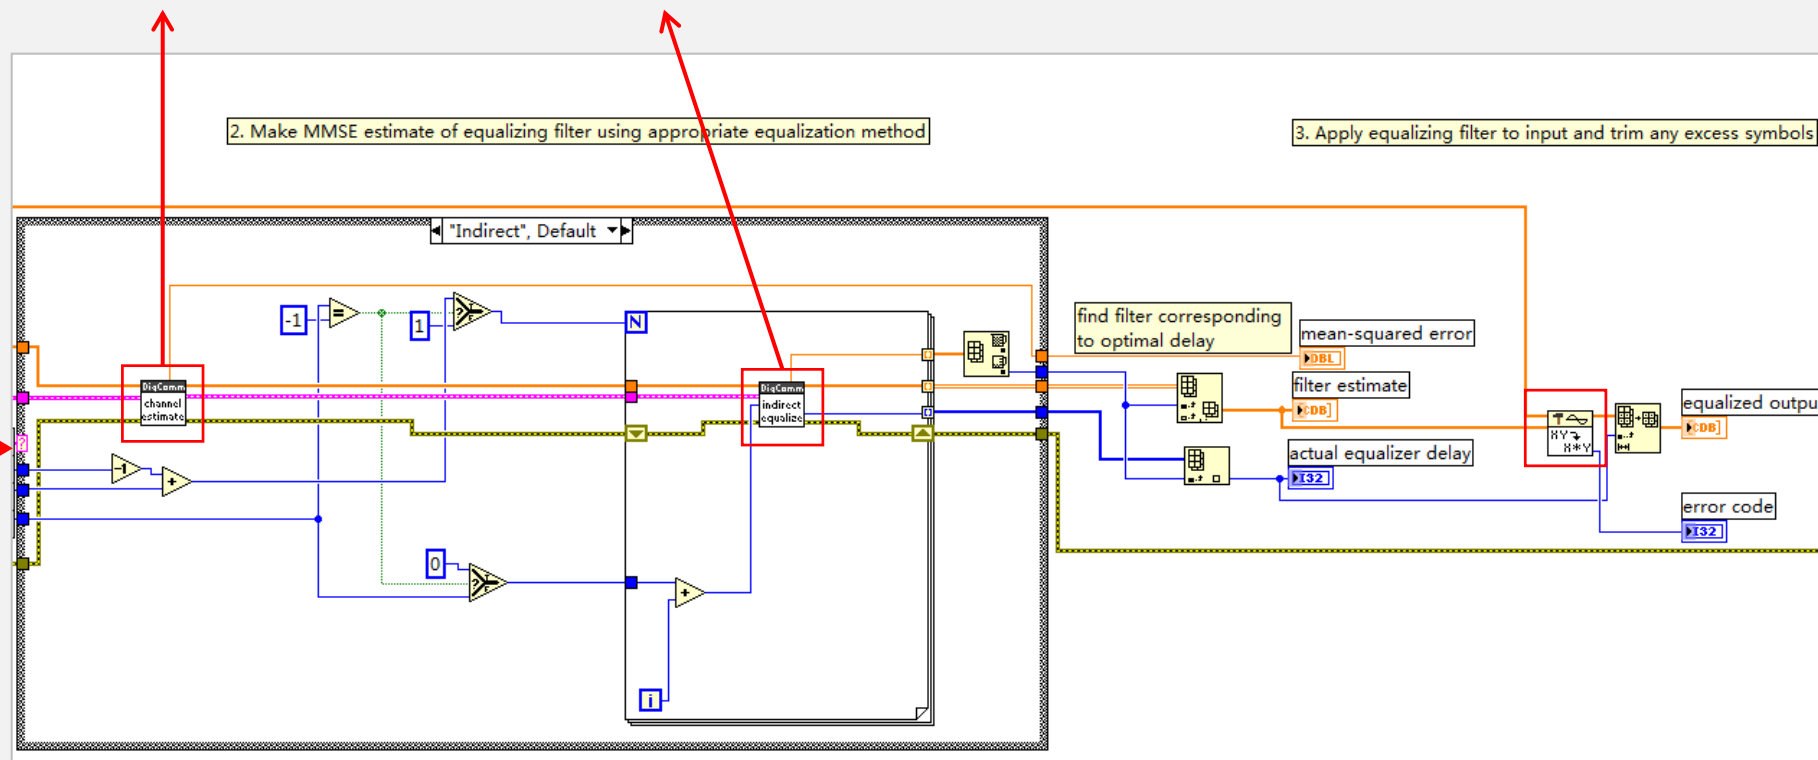 2. Make MMSE estimate of equalizing filter using appropriate equalization method
3. Apply equalizing filter to input and trim any excess symbols
"Indirect", Default
-1
=
1
?
N
find filter corresponding
to optimal delay
mean-squared error
DBL
DigComm
channel
estimate
DigComm
indirect
equalize
filter estimate
CDB]
equalized outpu
CDB]
XY
X*Y
?
-1
+
actual equalizer delay
I32
error code
I32
0
?
+
i